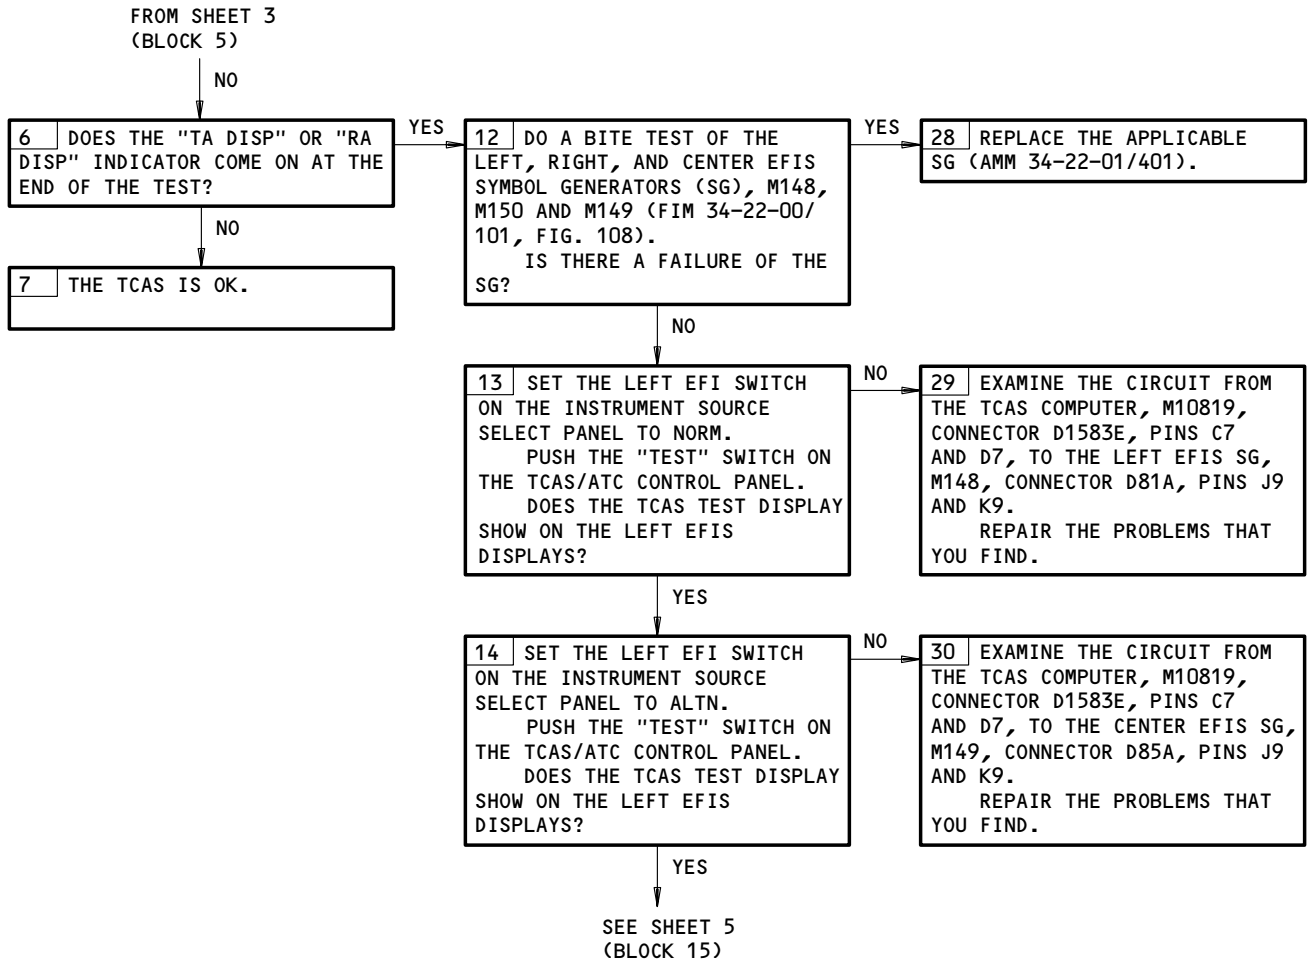 FROM SHEET 3
(BLOCK 5)
NO
6 DOES THE "TA DISP" OR "RA
DISP" INDICATOR COME ON AT THE
END OF THE TEST?
YES
NO
7 THE TCAS IS OK.
12 DO A BITE TEST OF THE
LEFT, RIGHT, AND CENTER EFIS
SYMBOL GENERATORS (SG), M148,
M150 AND M149 (FIM 34-22-00/
101, FIG. 108).
IS THERE A FAILURE OF THE
SG?
YES
28 REPLACE THE APPLICABLE
SG (AMM 34-22-01/401).
NO
13 SET THE LEFT EFI SWITCH
ON THE INSTRUMENT SOURCE
SELECT PANEL TO NORM.
PUSH THE "TEST" SWITCH ON
THE TCAS/ATC CONTROL PANEL.
DOES THE TCAS TEST DISPLAY
SHOW ON THE LEFT EFIS
DISPLAYS?
NO
29 EXAMINE THE CIRCUIT FROM
THE TCAS COMPUTER, M10819,
CONNECTOR D1583E, PINS C7
AND D7, TO THE LEFT EFIS SG,
M148, CONNECTOR D81A, PINS J9
AND K9.
REPAIR THE PROBLEMS THAT
YOU FIND.
YES
14 SET THE LEFT EFI SWITCH
ON THE INSTRUMENT SOURCE
SELECT PANEL TO ALTN.
PUSH THE "TEST" SWITCH ON
THE TCAS/ATC CONTROL PANEL.
DOES THE TCAS TEST DISPLAY
SHOW ON THE LEFT EFIS
DISPLAYS?
NO
30 EXAMINE THE CIRCUIT FROM
THE TCAS COMPUTER, M10819,
CONNECTOR D1583E, PINS C7
AND D7, TO THE CENTER EFIS SG,
M149, CONNECTOR D85A, PINS J9
AND K9.
REPAIR THE PROBLEMS THAT
YOU FIND.
YES
SEE SHEET 5
(BLOCK 15)